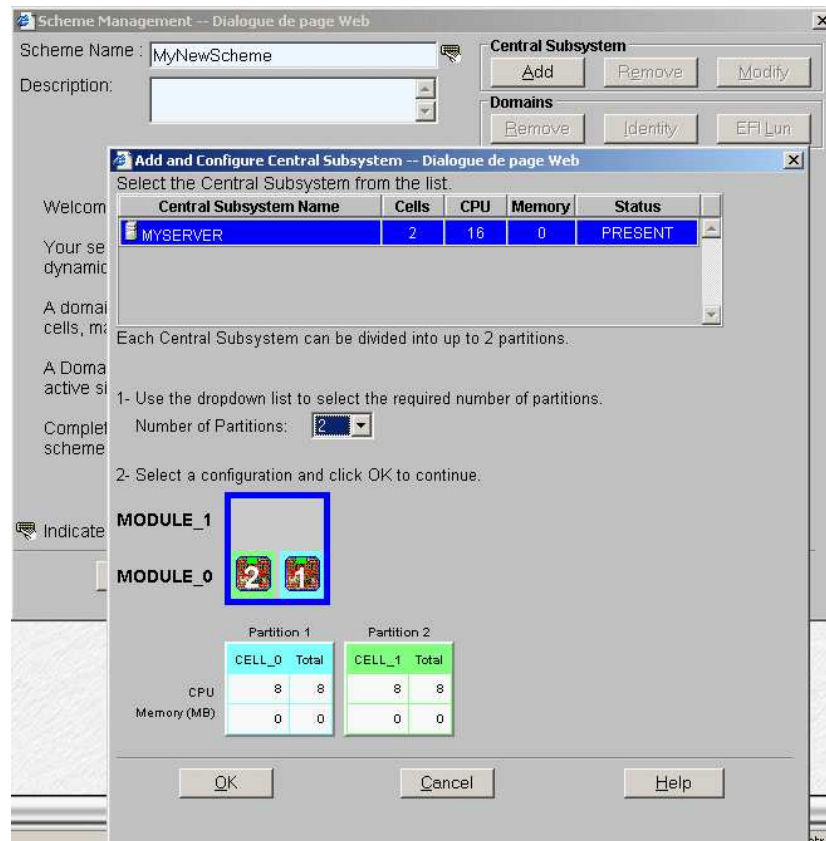 Scheme Management -- Dialogue de page Web
Scheme Name : MyNewScheme
Description:
Central Subsystem
Add Remove Modify
Domains
Remove Identity EFI Lun
Add and Configure Central Subsystem -- Dialogue de page Web
Select the Central Subsystem from the list.
Central Subsystem Name Cells CPU Memory Status
MYSERVER 2 16 0 PRESENT
Each Central Subsystem can be divided into up to 2 partitions.
1- Use the dropdown list to select the required number of partitions.
Number of Partitions: 2
2- Select a configuration and click OK to continue.
MODULE_1
MODULE_0 2 1
Partition 1 Partition 2
CELL_0 Total CELL_1 Total
CPU 8 8 8 8
Memory (MB) 0 0 0 0
OK Cancel Help
Welcom
Your se
dynamic
A domai
cells, ma
A Doma
active si
Complet
scheme
Indicate